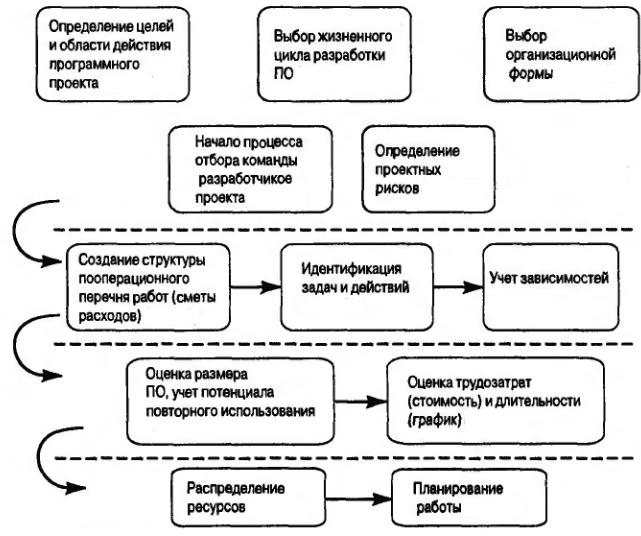 Определение целей
и области действия
программного
проекта
Выбор жизненного
цикла разработки
ПО
Выбор
организационной
формы
Начало процесса
отбора команды
разработчикое
проекта
Определение
проектных
рисков
Создание структуры
пооперационного
перечня работ (сметы
расходов)
Идентификация
задач и действий
Учет зависимостей
Оценка размера
ПО, учет потенциала
повторного использования
Оценка трудозатрат
(стоимость) и длительности
(график)
Распределение
ресурсов
Планирование
работы